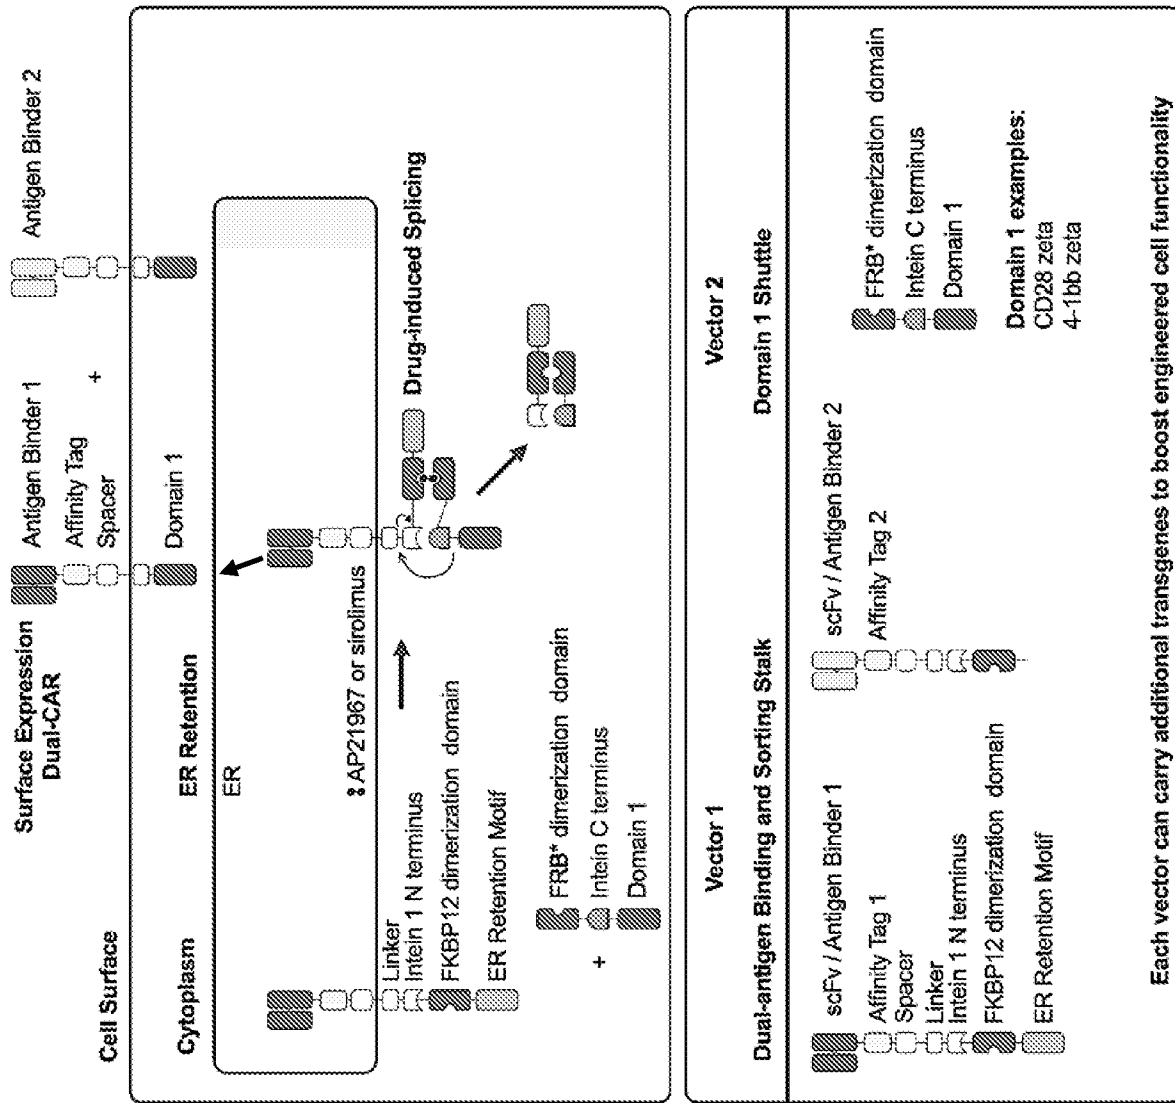 Surface Expression
Dual-CAR
Antigen Binder 1
Affinity Tag
Spacer
+
Antigen Binder 2
Domain 1
Cell Surface
Cytoplasm
ER Retention
ER
AP21967 or sirolimus
Drug-induced Splicing
Linker
Intein 1 N terminus
FKBP12 dimerization domain
ER Retention Motif
+
FRB* dimerization domain
Intein C terminus
Domain 1
Vector 1
Vector 2
Dual-antigen Binding and Sorting Stalk
Domain 1 Shuttle
scFv / Antigen Binder 1
Affinity Tag 1
Spacer
Linker
Intein 1 N terminus
FKBP12 dimerization domain
ER Retention Motif
scFv / Antigen Binder 2
Affinity Tag 2
FRB* dimerization domain
Intein C terminus
Domain 1
Domain 1 examples:
CD28 zeta
4-1bb zeta
Each vector can carry additional transgenes to boost engineered cell functionality